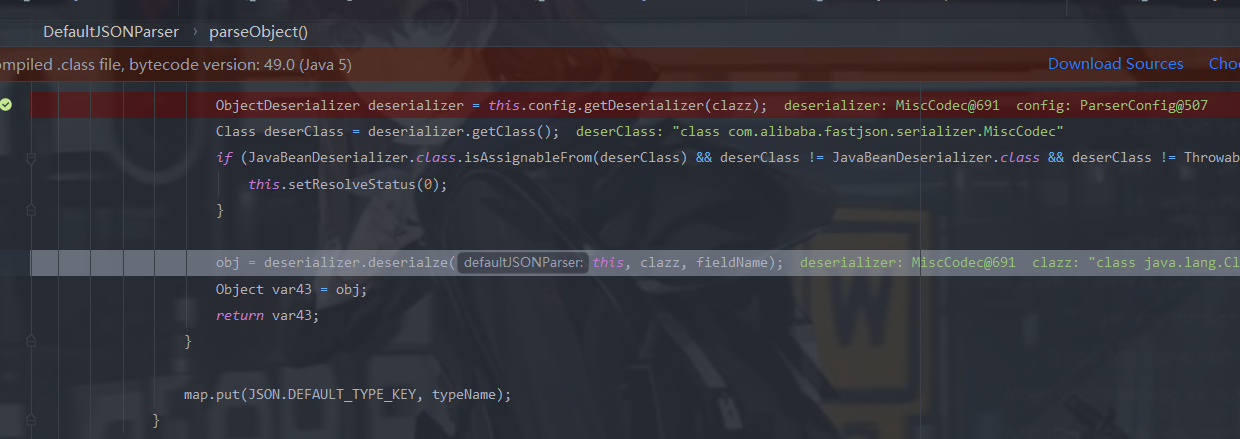 DefaultJSONParser › parseObject()
ompiled .class file, bytecode version: 49.0 (Java 5) Download Sources Choo
ObjectDeserializer deserializer = this.config.getDeserializer(clazz); deserializer: MiscCodec@691 config: ParserConfig@507
Class deserClass = deserializer.getClass(); deserClass: "class com.alibaba.fastjson.serializer.MiscCodec"
if (JavaBeanDeserializer.class.isAssignableFrom(deserClass) && deserClass != JavaBeanDeserializer.class && deserClass != Throwab
this.setResolveStatus(0);
}
obj = deserializer.deserialze( defaultJSONParser: this, clazz, fieldName); deserializer: MiscCodec@691 clazz: "class java.lang.Cl
Object var43 = obj;
return var43;
}
map.put(JSON.DEFAULT_TYPE_KEY, typeName);
}